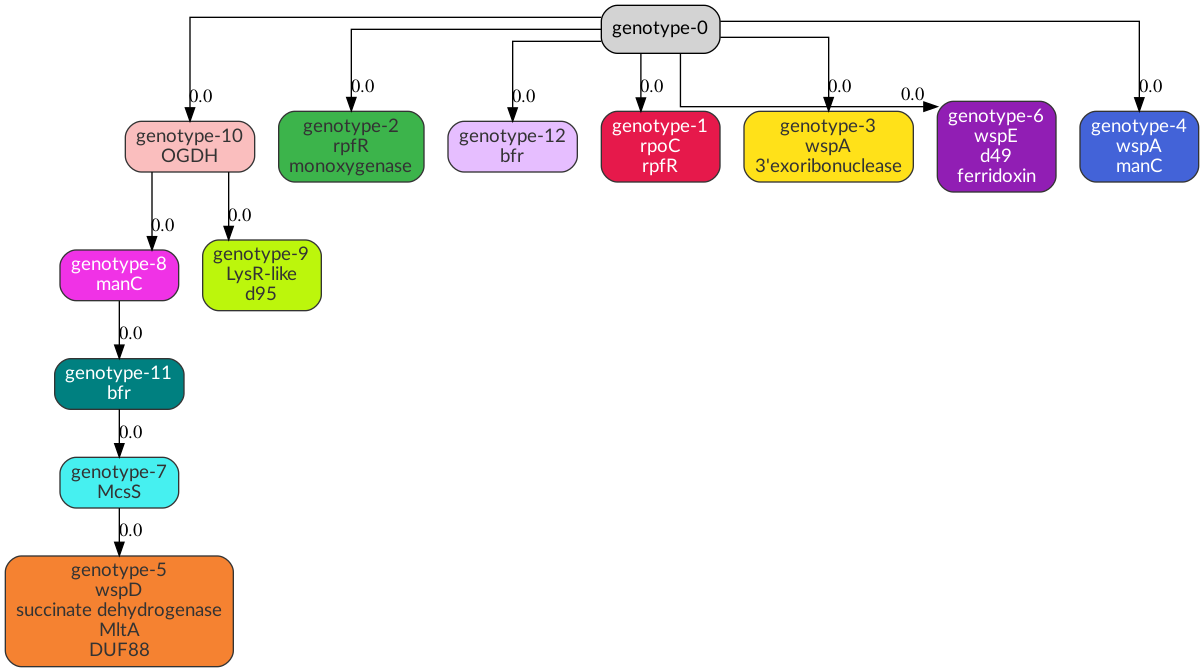 genotype-0
0.0
0.0
0.0
0.0
0.0
0.0
0.0
genotype-10
OGDH
genotype-2
rpfR
monoxygenase
genotype-12
bfr
genotype-1
rpoC
rpfR
genotype-3
wspA
3'exoribonuclease
genotype-6
wspE
d49
ferridoxin
genotype-4
wspA
manC
0.0
0.0
genotype-8
manC
genotype-9
LysR-like
d95
0.0
genotype-11
bfr
0.0
genotype-7
McsS
0.0
genotype-5
wspD
succinate dehydrogenase
MltA
DUF88